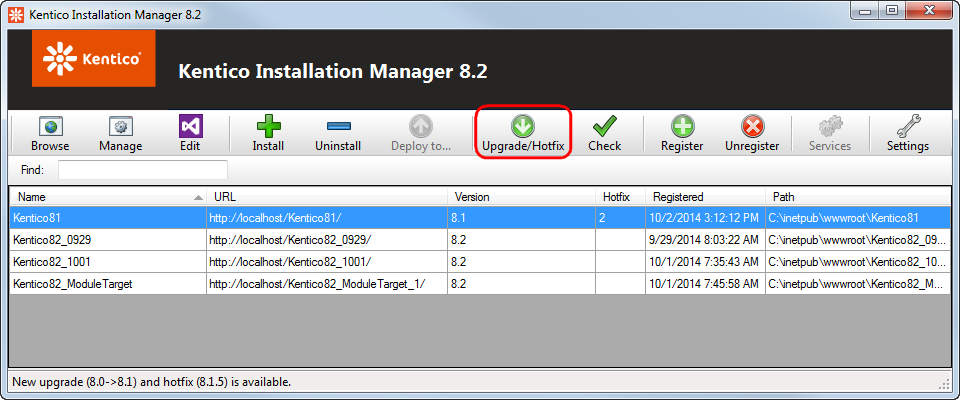 Kentico Installation Manager 8.2
Kentico
Kentico Installation Manager 8.2
Browse Manage Edit Install Uninstall Deploy to... Upgrade/Hotfix Check Register Unregister Services Settings
Find:
Name URL Version Hotfix Registered Path
Kentico81 http://localhost/Kentico81/ 8.1 2 10/2/2014 3:12:12 PM C:\inetpub\wwwroot\Kentico81
Kentico82_0929 http://localhost/Kentico82_0929/ 8.2 9/29/2014 8:03:22 AM C:\inetpub\wwwroot\Kentico82_09...
Kentico82_1001 http://localhost/Kentico82_1001/ 8.2 10/1/2014 7:35:43 AM C:\inetpub\wwwroot\Kentico82_10...
Kentico82_ModuleTarget http://localhost/Kentico82_ModuleTarget_1/ 8.2 10/1/2014 7:45:58 AM C:\inetpub\wwwroot\Kentico82_M...
New upgrade (8.0->8.1) and hotfix (8.1.5) is available.